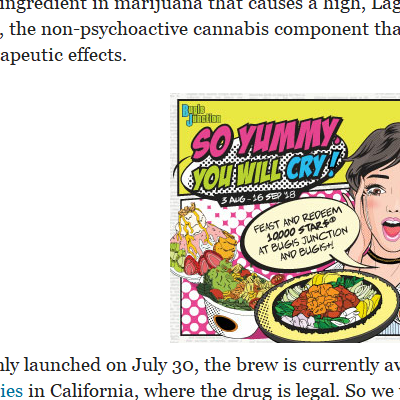 ingredient in marijuana that causes a high, Lag
, the non-psychoactive cannabis component tha
apeutic effects.
Bugis
Junction
SO YUMMY,
YOU WILL CRY!
3 AUG - 16 SEP '18
FEAST AND REDEEM
10,000 STAR$®
AT BUGIS JUNCTION
AND BUGIS+!
nly launched on July 30, the brew is currently av
ies in California, where the drug is legal. So we